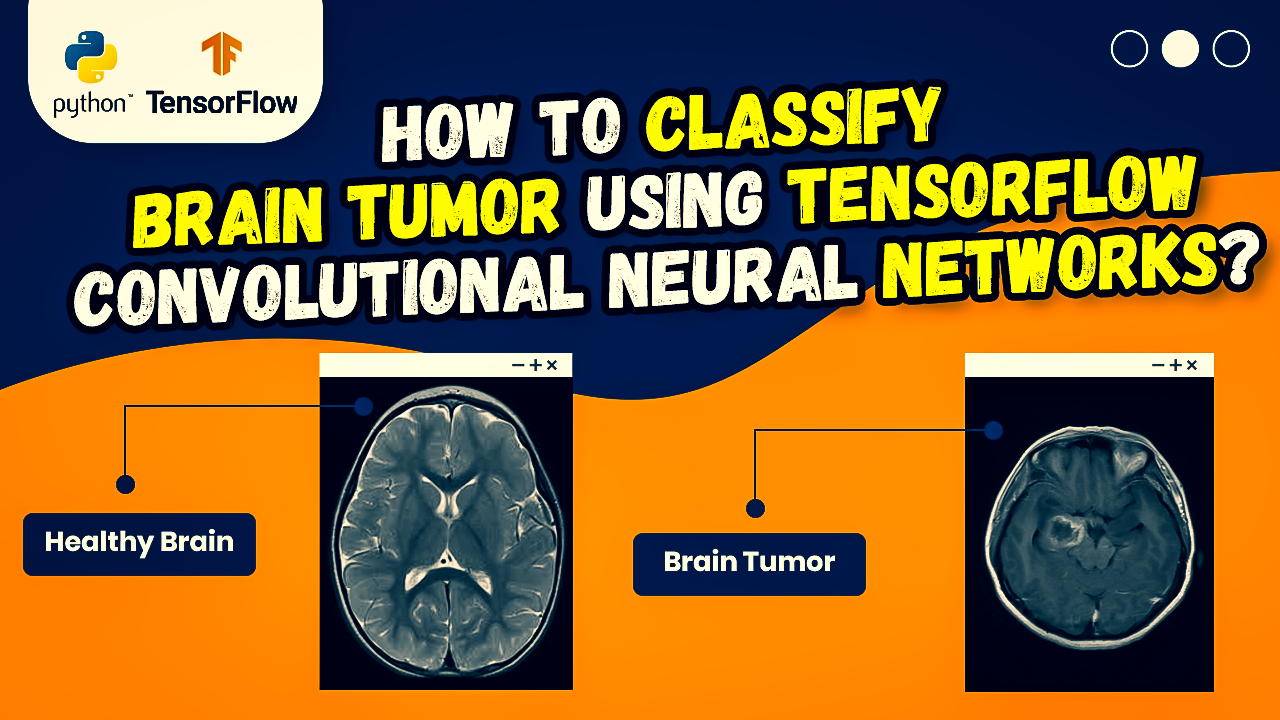 python™
TensorFlow
HOW TO CLASSIFY
BRAIN TUMOR USING TENSORFLOW
CONVOLUTIONAL NEURAL NETWORKS?
Healthy Brain
Brain Tumor